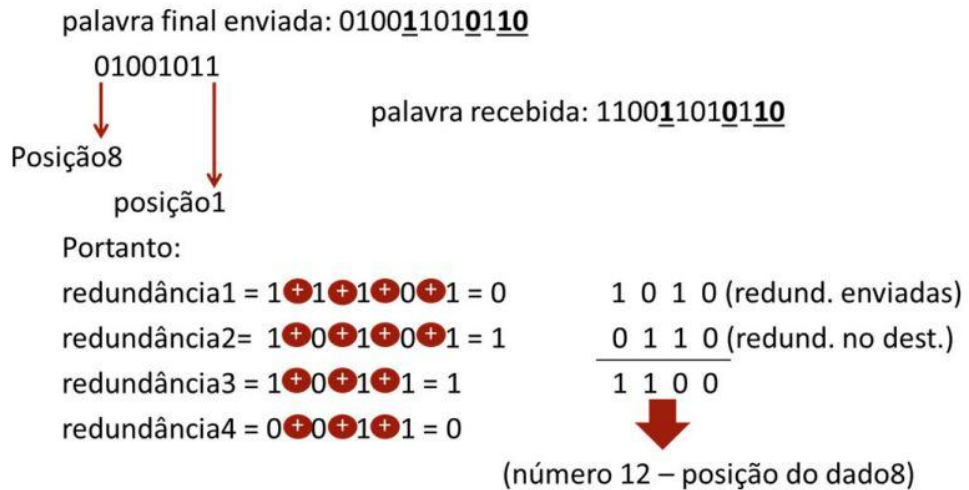 palavra final enviada: 010011010110
01001011
palavra recebida: 110011010110
Posição8
posição1
Portanto:
redundância1 = 1+1+1+0+1 = 0
redundância2= 1+0+1+0+1 = 1
redundância3 = 1+0+1+1 = 1
redundância4 = 0+0+1+1 = 0
1 0 1 0 (redund. enviadas)
0 1 1 0 (redund. no dest.)
1 1 0 0
(número 12 – posição do dado8)